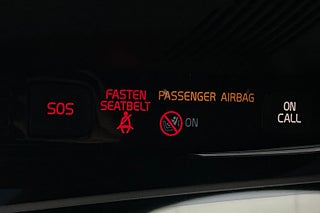 SOS
FASTEN
SEATBELT
PASSENGER AIRBAG
ON
ON
CALL